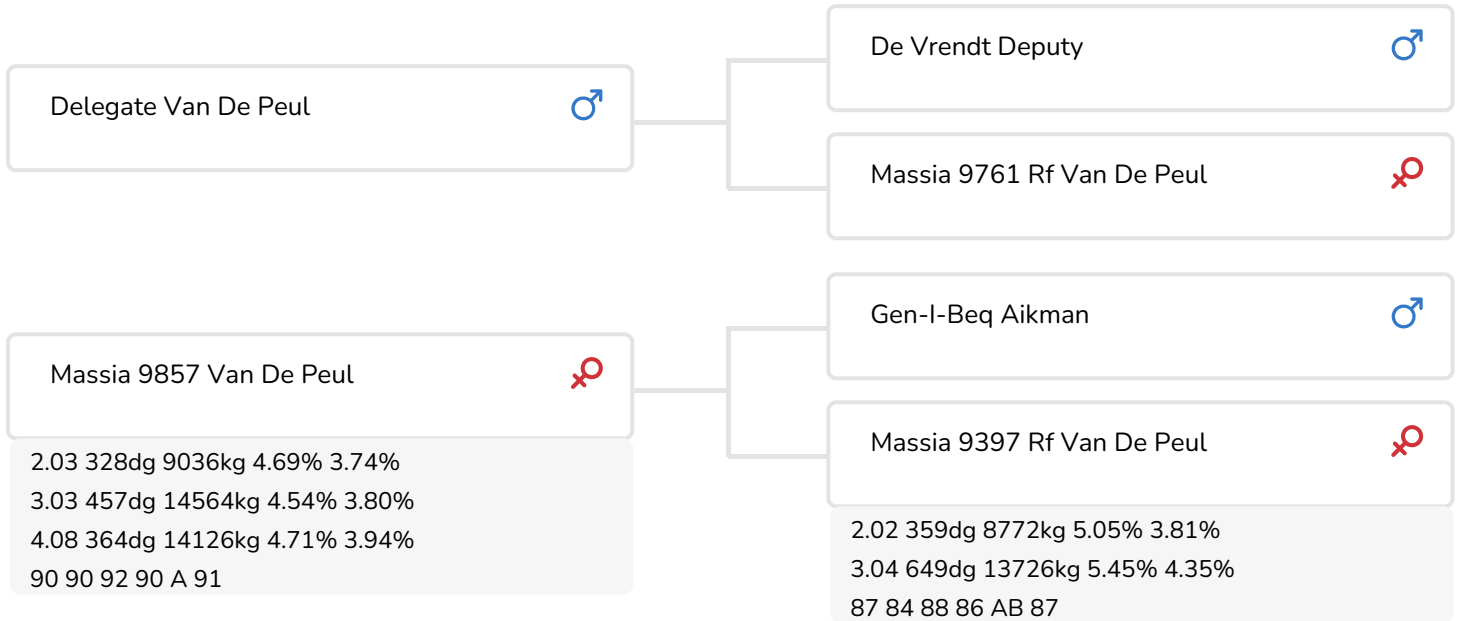 De Vrendt Deputy
Delegate Van De Peul
Massia 9761 Rf Van De Peul
Gen-I-Beq Aikman
Massia 9857 Van De Peul
2.03 328dg 9036kg 4.69% 3.74%
3.03 457dg 14564kg 4.54% 3.80%
4.08 364dg 14126kg 4.71% 3.94%
90 90 92 90 A 91
Massia 9397 Rf Van De Peul
2.02 359dg 8772kg 5.05% 3.81%
3.04 649dg 13726kg 5.45% 4.35%
87 84 88 86 AB 87